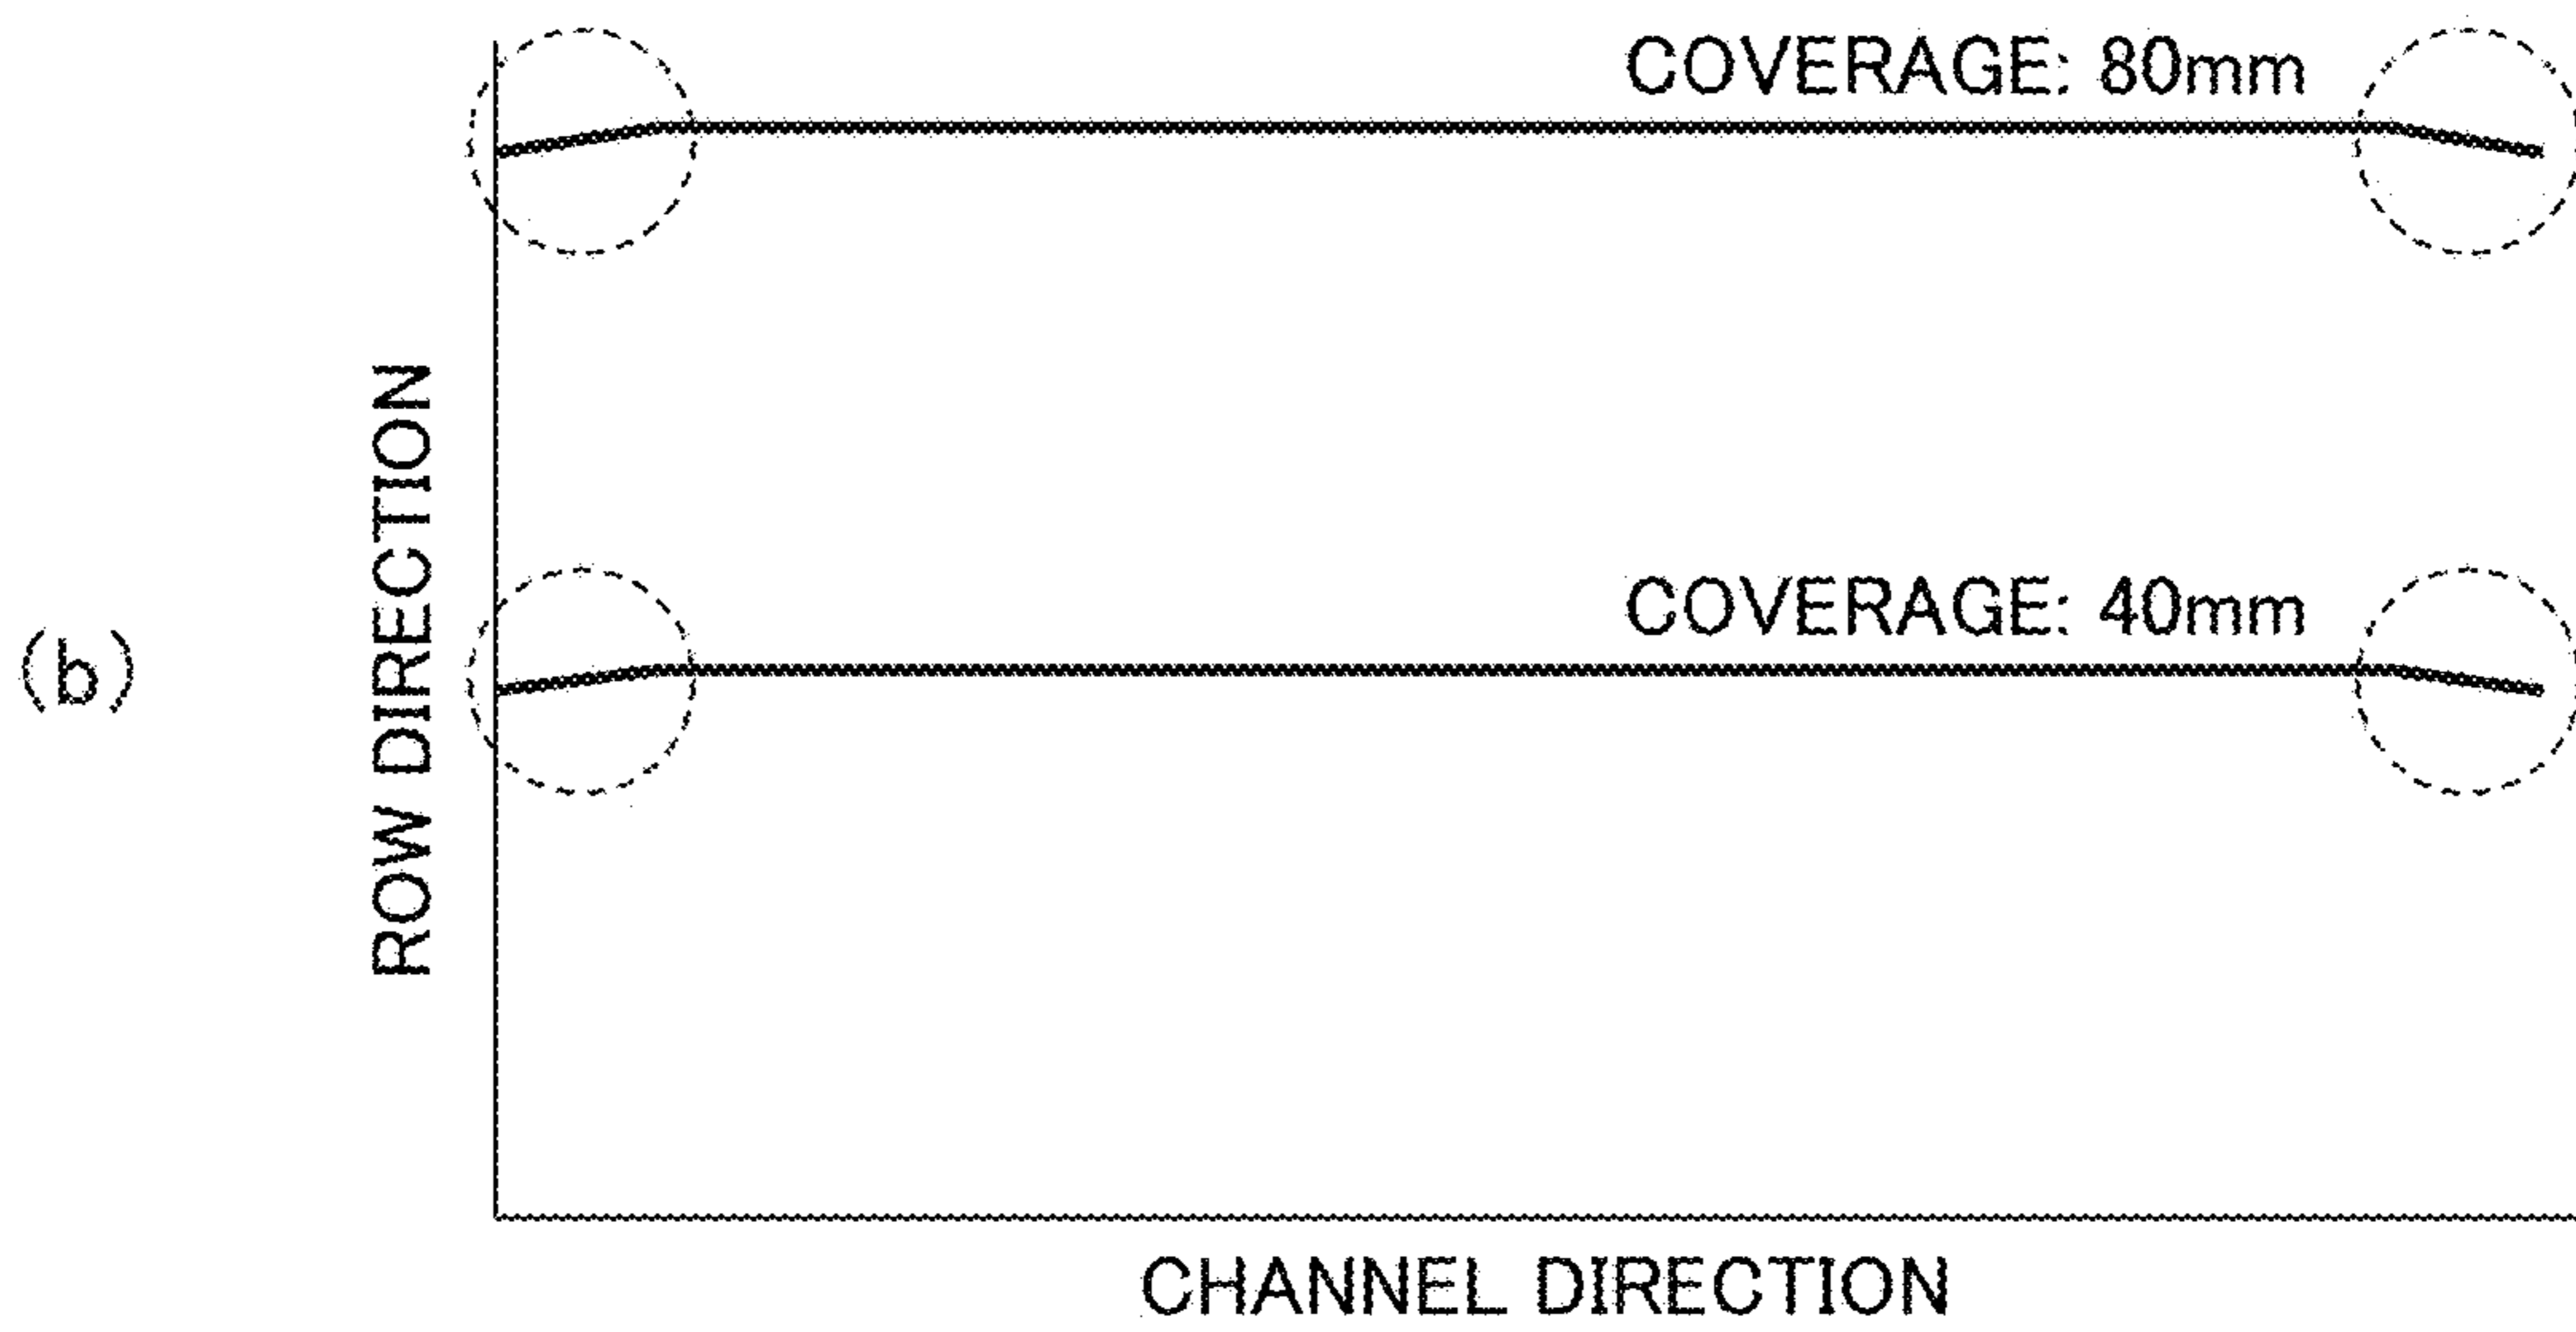 COVERAGE: 80mm
ROW DIRECTION
COVERAGE: 40mm
(b)
CHANNEL DIRECTION